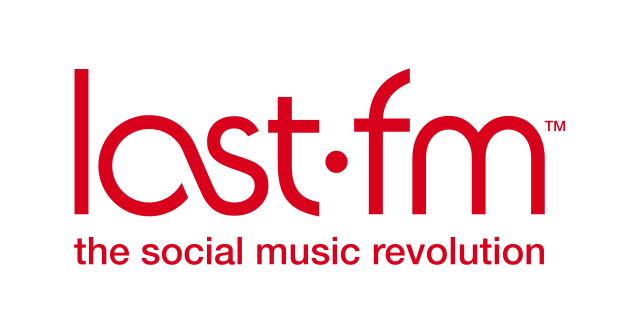 last·fm™
the social music revolution